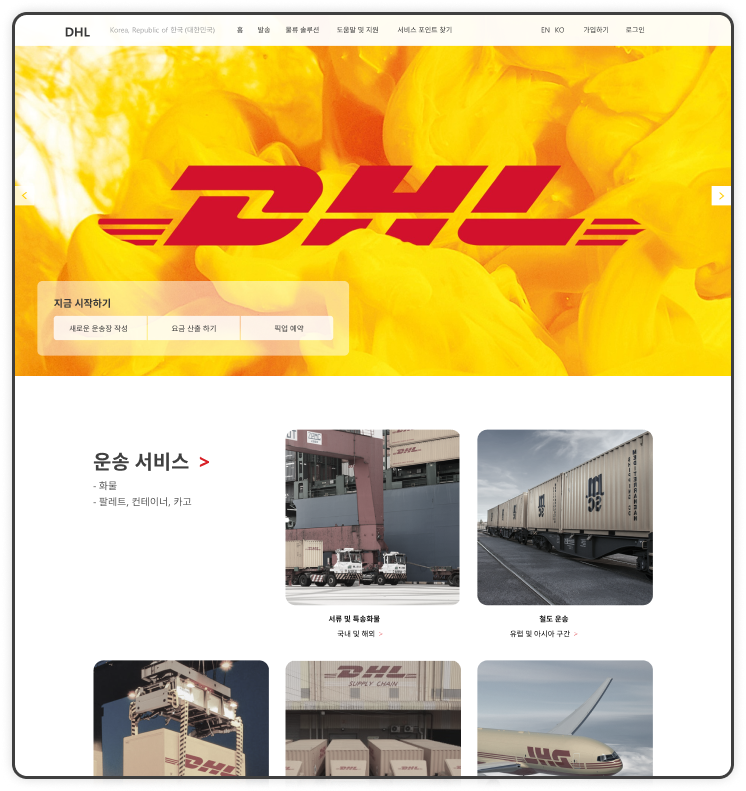 DHL Korea, Republic of 한국 (대한민국) 홈 발송 물류 솔루션 도움말 및 지원 서비스 포인트 찾기 EN KO 가입하기 로그인
DHL
지금 시작하기
새로운 운송장 작성 요금 산출 하기 픽업 예약
운송 서비스 >
- 화물
- 팔레트, 컨테이너, 카고
DHL
MSC
MEDITERRANEAN
SHIPPING CO
서류 및 특송화물
국내 및 해외 >
철도 운송
유럽 및 아시아 구간 >
DHL
DHL
SUPPLY CHAIN